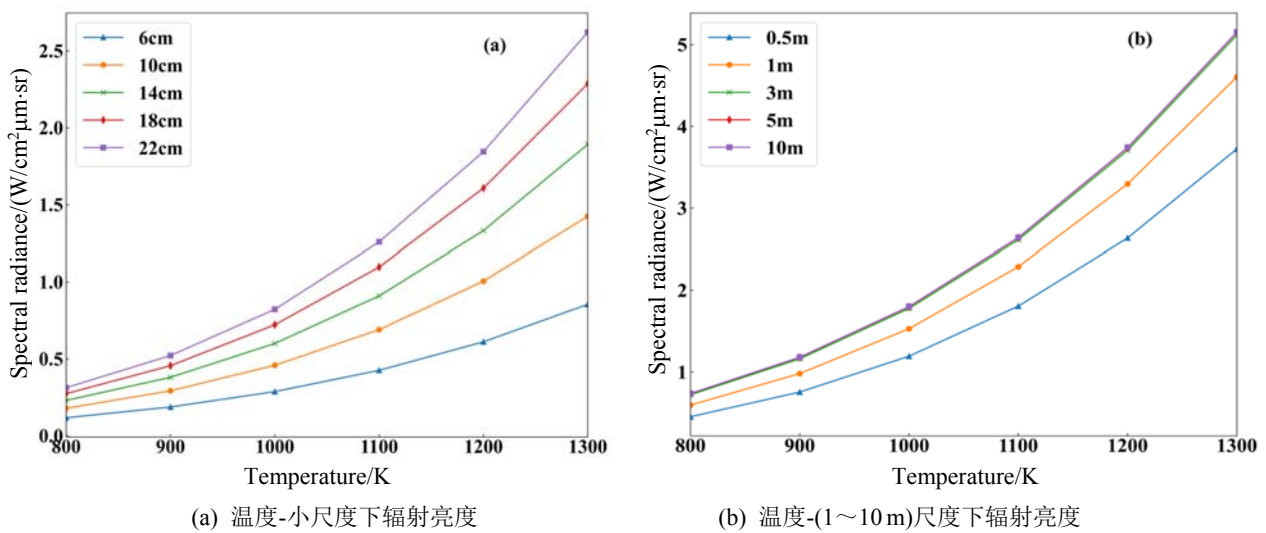 6cm
10cm
14cm
18cm
22cm
(a)
2.5
2.0
1.5
1.0
0.5
0.0
Spectral radiance/(W/cm²μm·sr)
800 900 1000 1100 1200 1300
Temperature/K
0.5m
1m
3m
5m
10m
(b)
5
4
3
2
1
Spectral radiance/(W/cm²μm·sr)
800 900 1000 1100 1200 1300
Temperature/K
(a) 温度-小尺度下辐射亮度
(b) 温度-(1～10 m)尺度下辐射亮度